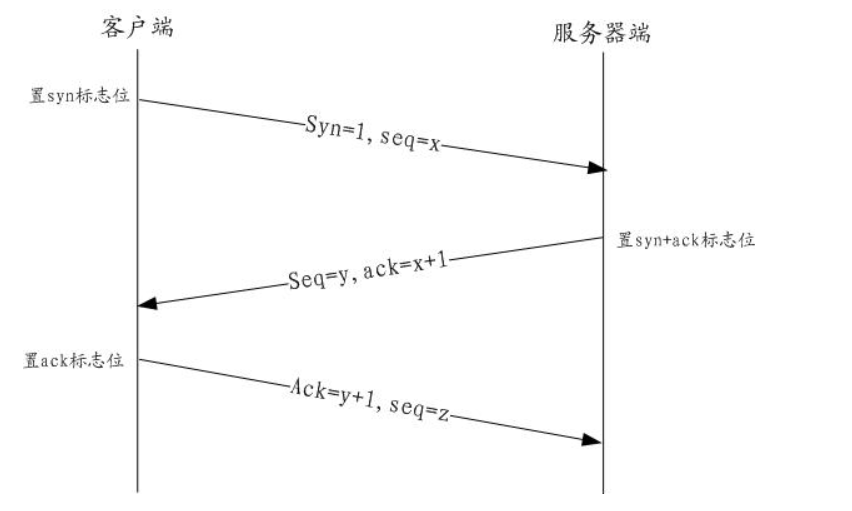 客户端
服务器端
置syn标志位
Syn=1, seq=x
置syn+ack标志位
Seq=y, ack=x+1
置ack标志位
Ack=y+1, seq=z